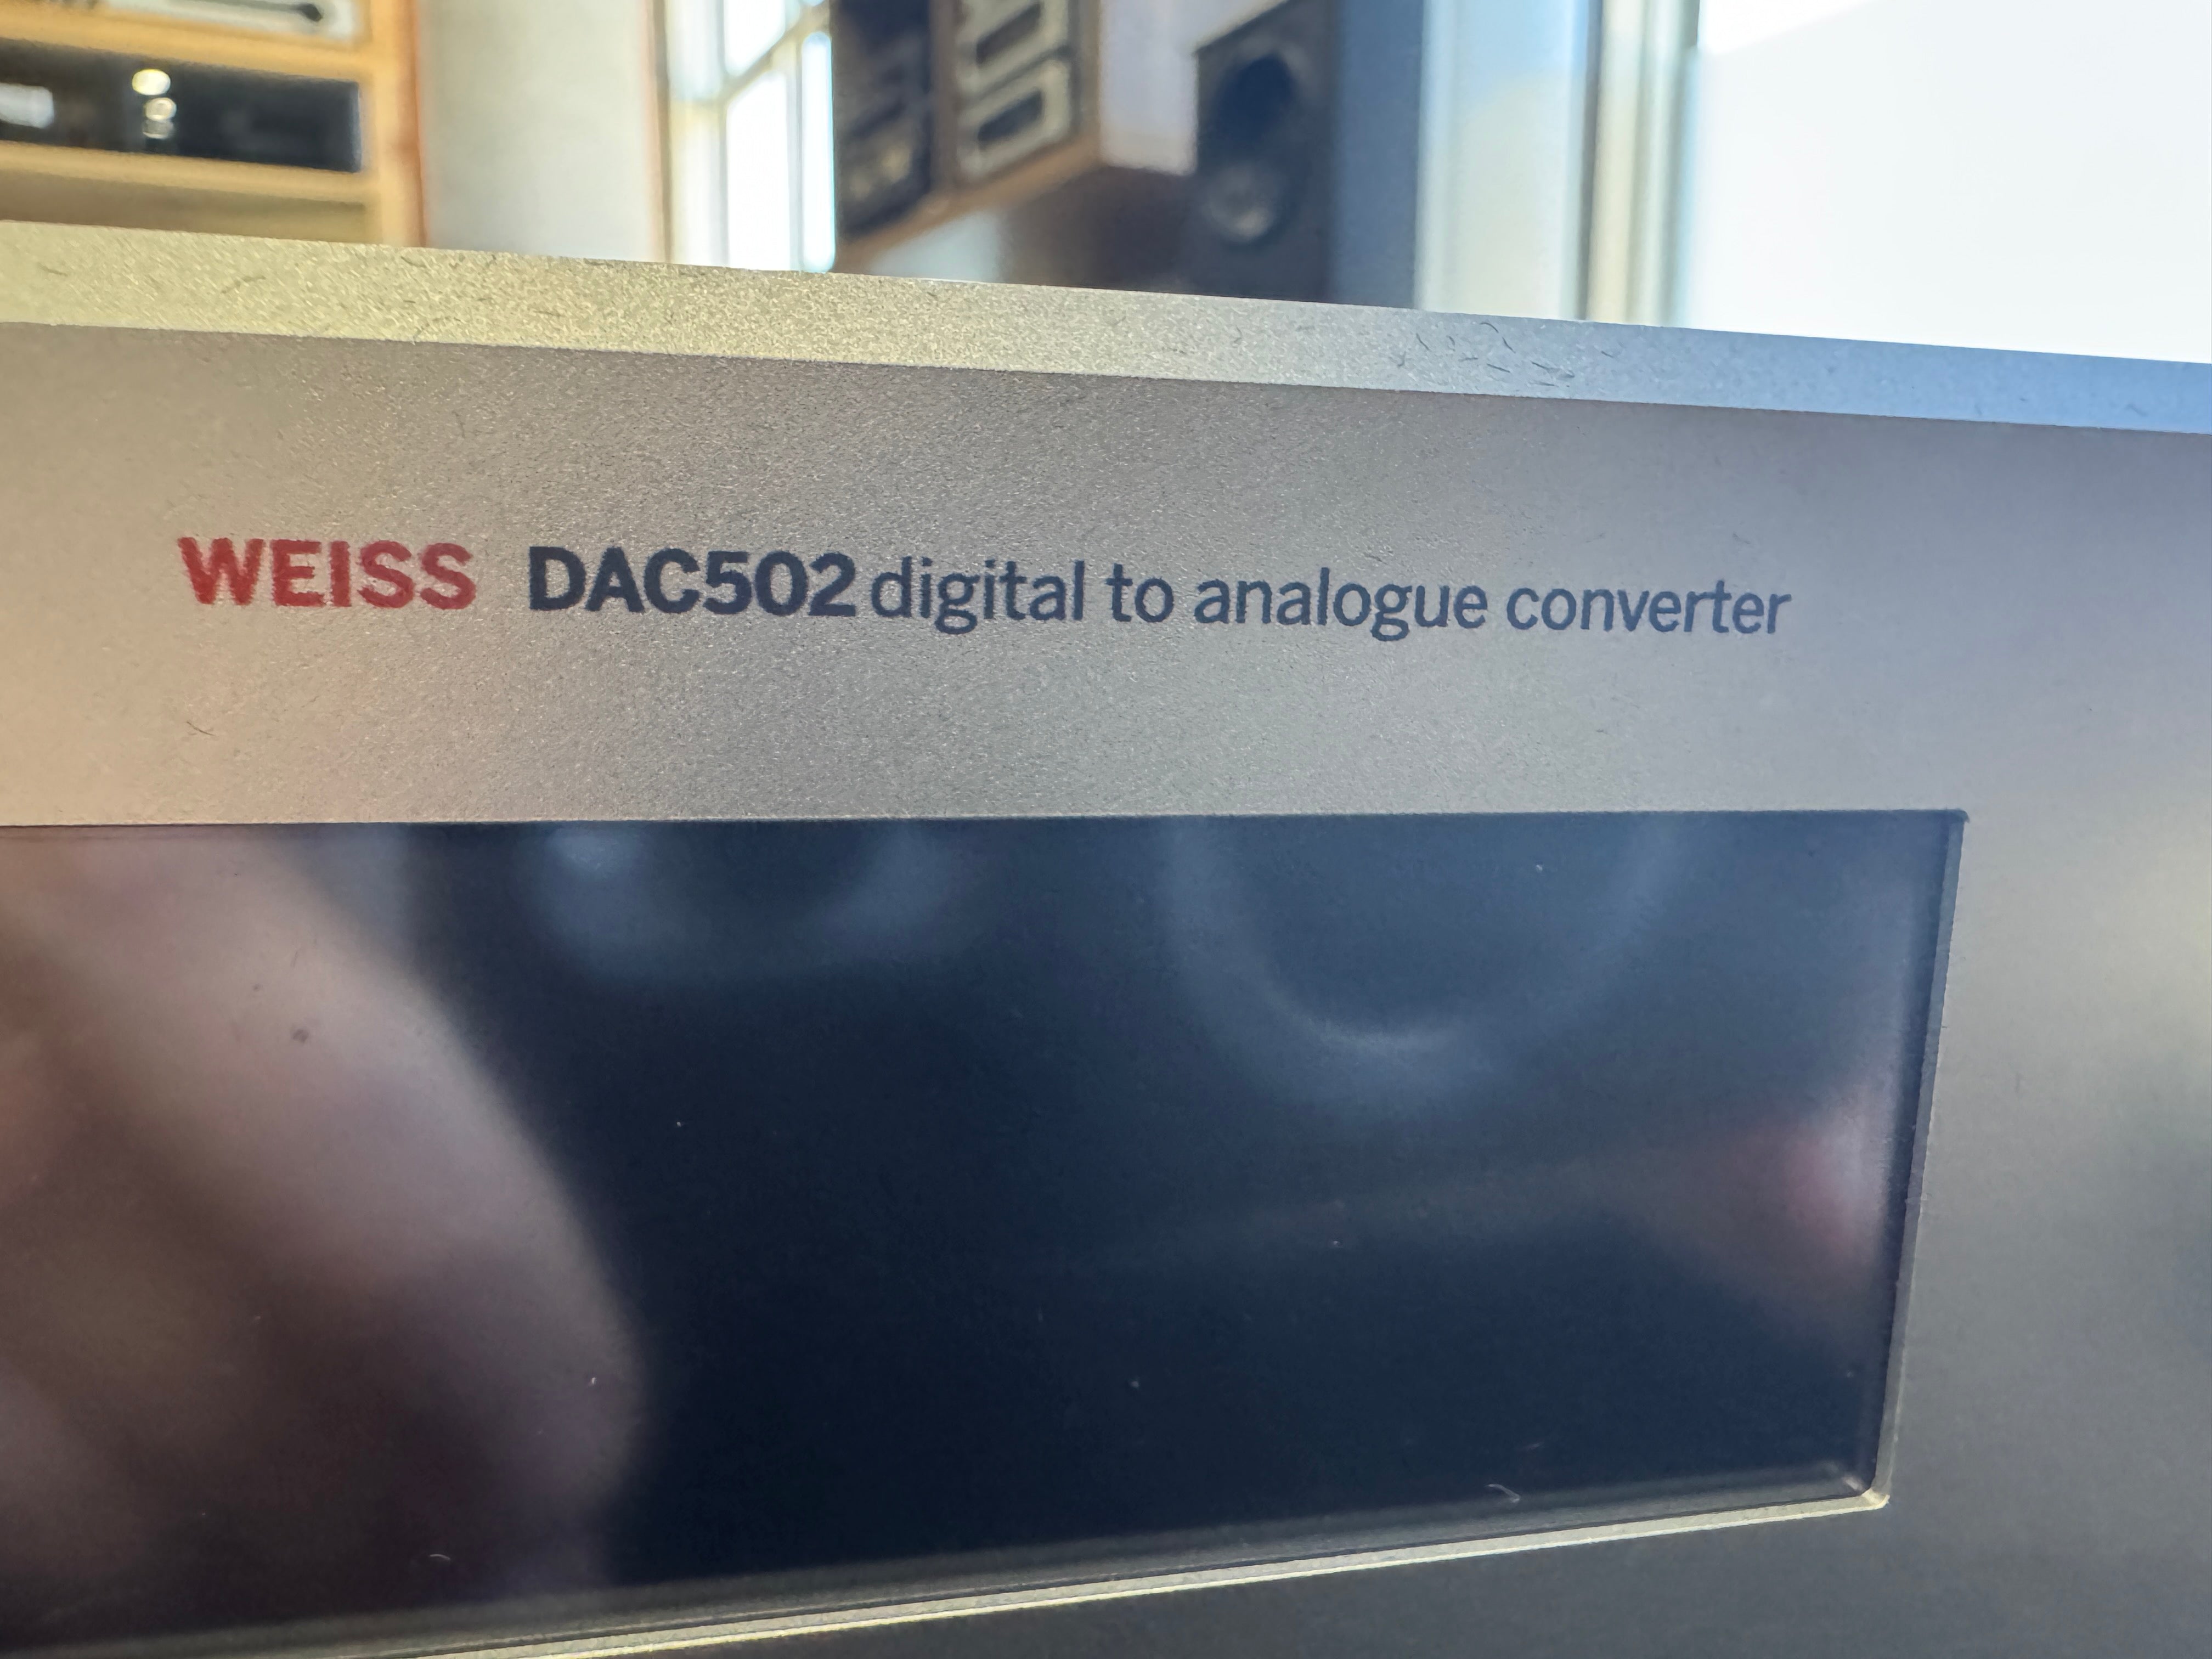 WEISS DAC502 digital to analogue converter